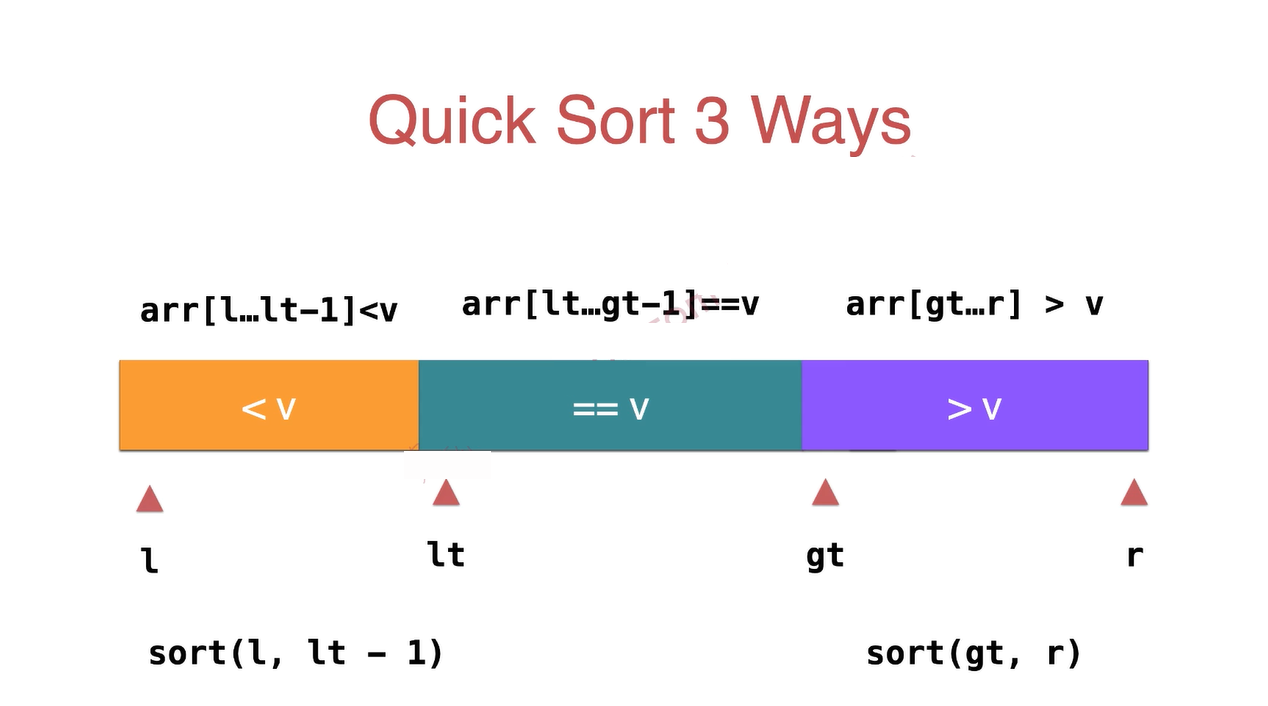 Quick Sort 3 Ways
arr[l…lt-1]<v
arr[lt…gt-1]==v
arr[gt…r] > v
< v
== v
> v
l
lt
gt
r
sort(l, lt - 1)
sort(gt, r)